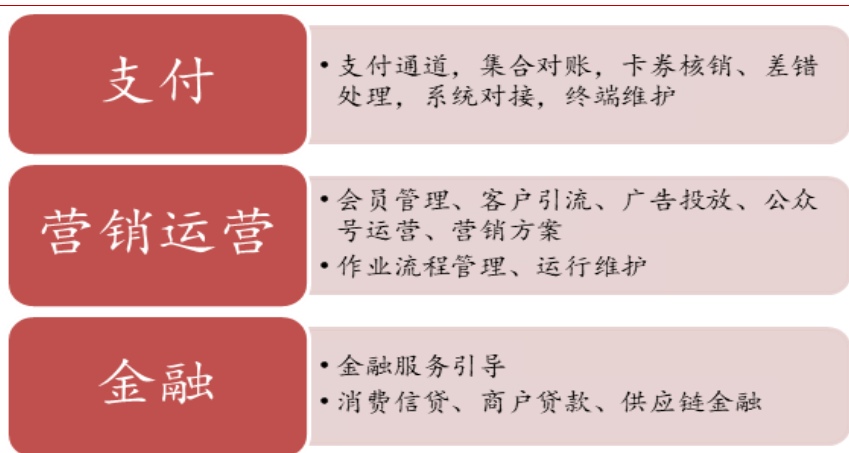 支付
•支付通道，集合对账，卡券核销、差错
处理，系统对接，终端维护
营销运营
•会员管理、客户引流、广告投放、公众
号运营、营销方案
•作业流程管理、运行维护
金融
•金融服务引导
•消费信贷、商户贷款、供应链金融